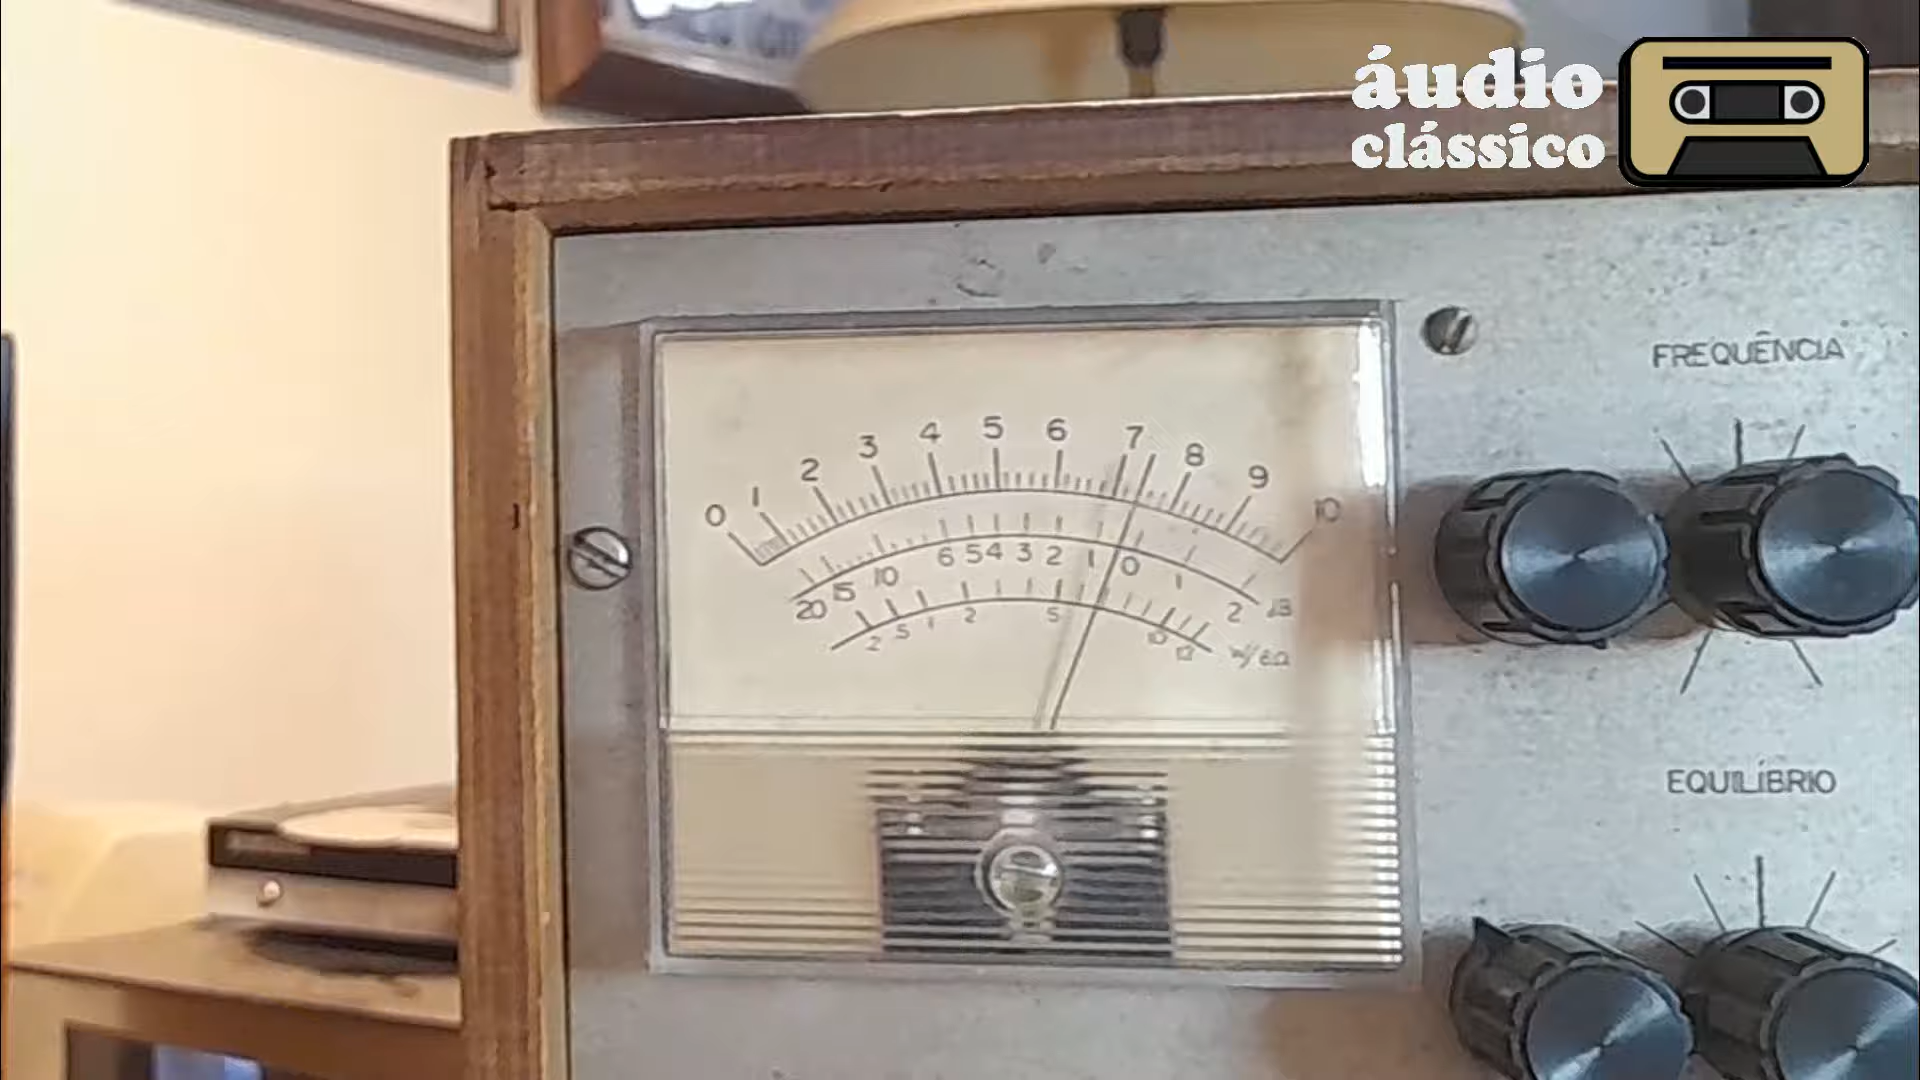 áudio
clássico
FREQUÊNCIA
0 1 2 3 4 5 6 7 8 9 10
20 15 10 6 5 4 3 2 1 0 1 2 dB
.2 .5 1 2 5 10 12 W/8Ω
EQUILÍBRIO